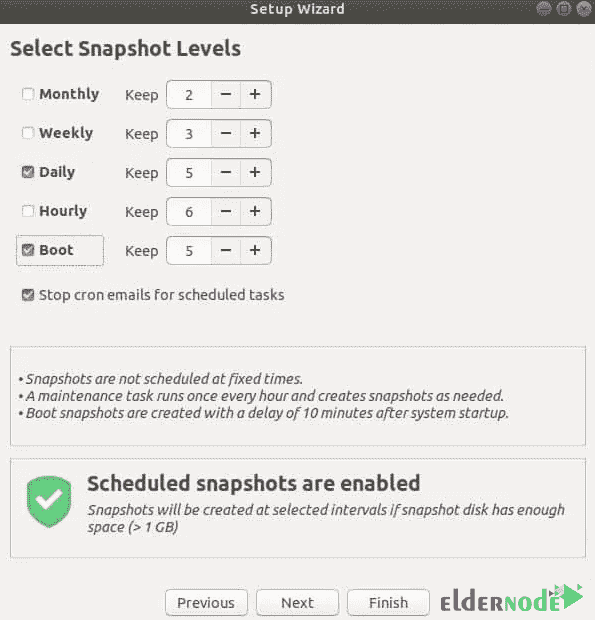 Setup Wizard
Select Snapshot Levels
Monthly Keep 2 − +
Weekly Keep 3 − +
Daily Keep 5 − +
Hourly Keep 6 − +
Boot Keep 5 − +
Stop cron emails for scheduled tasks
• Snapshots are not scheduled at fixed times.
• A maintenance task runs once every hour and creates snapshots as needed.
• Boot snapshots are created with a delay of 10 minutes after system startup.
Scheduled snapshots are enabled
Snapshots will be created at selected intervals if snapshot disk has enough
space (> 1 GB)
Previous Next Finish
eldernode